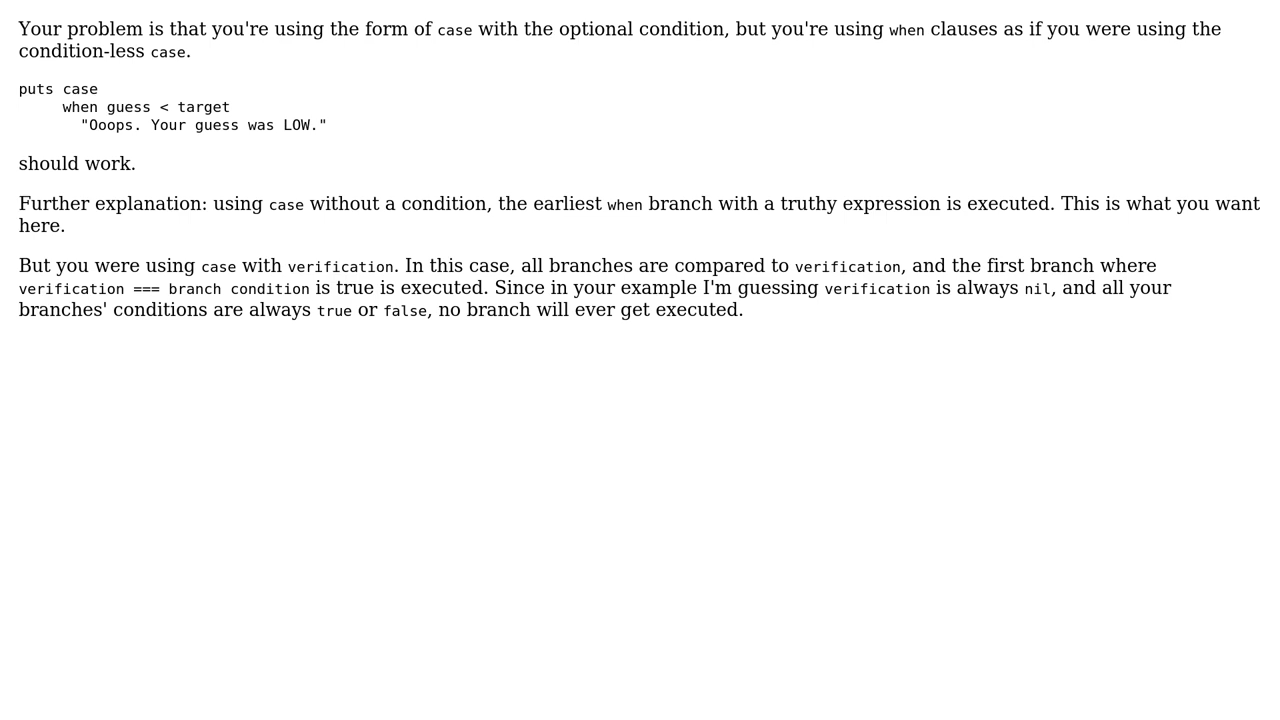 Your problem is that you're using the form of case with the optional condition, but you're using when clauses as if you were using the
condition-less case.
puts case
     when guess < target
       "Ooops. Your guess was LOW."
should work.
Further explanation: using case without a condition, the earliest when branch with a truthy expression is executed. This is what you want
here.
But you were using case with verification. In this case, all branches are compared to verification, and the first branch where
verification === branch condition is true is executed. Since in your example I'm guessing verification is always nil, and all your
branches' conditions are always true or false, no branch will ever get executed.